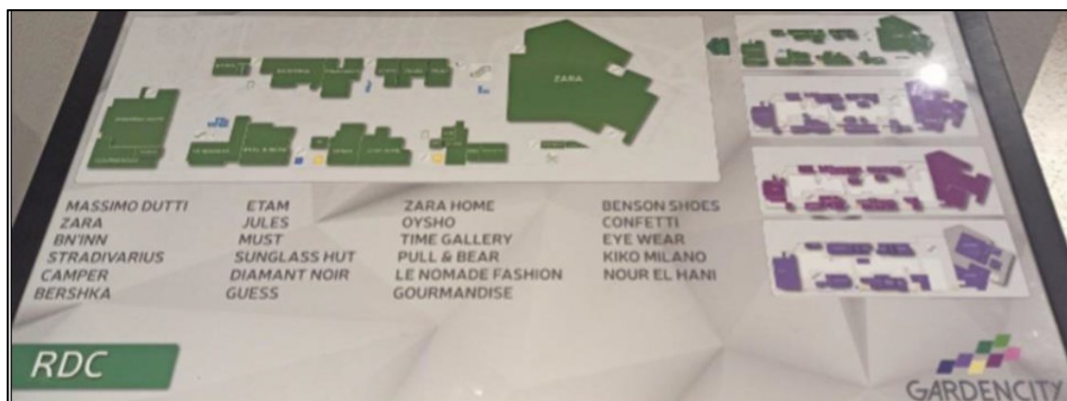 ZARA
MASSIMO DUTTI
ZARA
BN'INN
STRADIVARIUS
CAMPER
BERSHKA
ETAM
JULES
MUST
SUNGLASS HUT
DIAMANT NOIR
GUESS
ZARA HOME
OYSHO
TIME GALLERY
PULL & BEAR
LE NOMADE FASHION
GOURMANDISE
BENSON SHOES
CONFETTI
EYE WEAR
KIKO MILANO
NOUR EL HANI
RDC
GARDENCITY